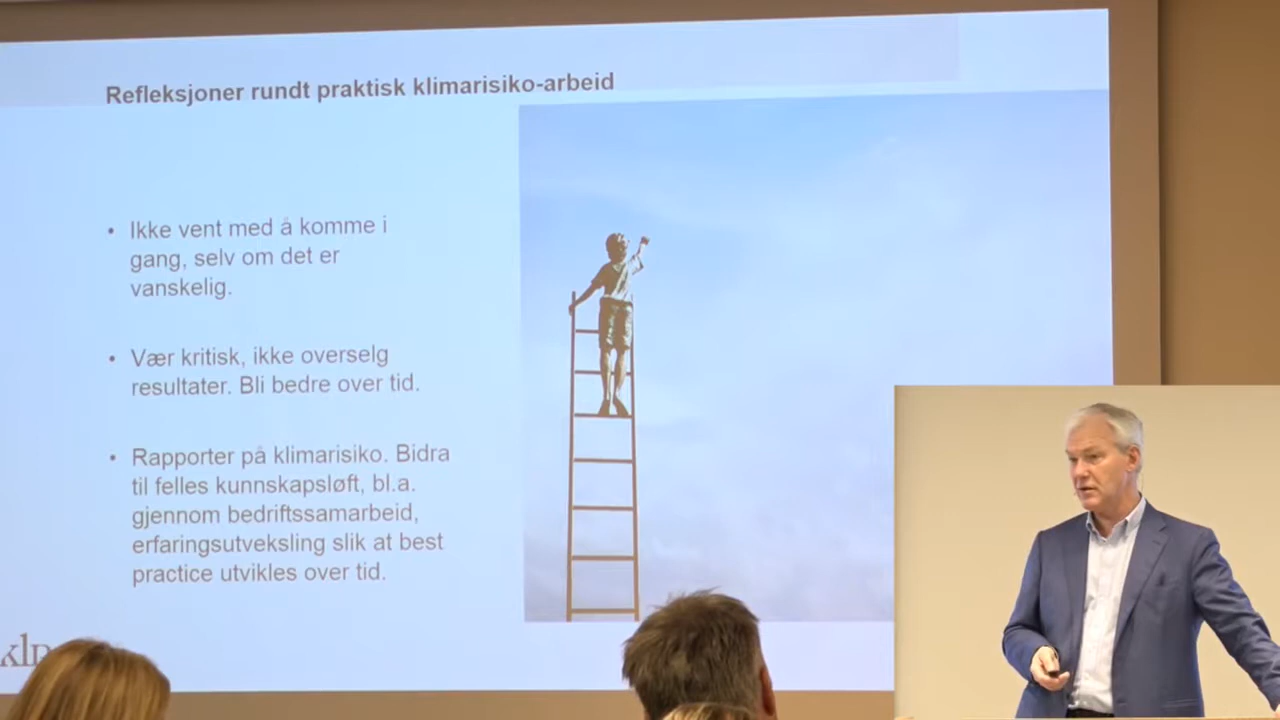 Refleksjoner rundt praktisk klimarisiko-arbeid
• Ikke vent med å komme i
gang, selv om det er
vanskelig.
• Vær kritisk, ikke overselg
resultater. Bli bedre over tid.
• Rapporter på klimarisiko. Bidra
til felles kunnskapsløft, bl.a.
gjennom bedriftssamarbeid,
erfaringsutveksling slik at best
practice utvikles over tid.
klp